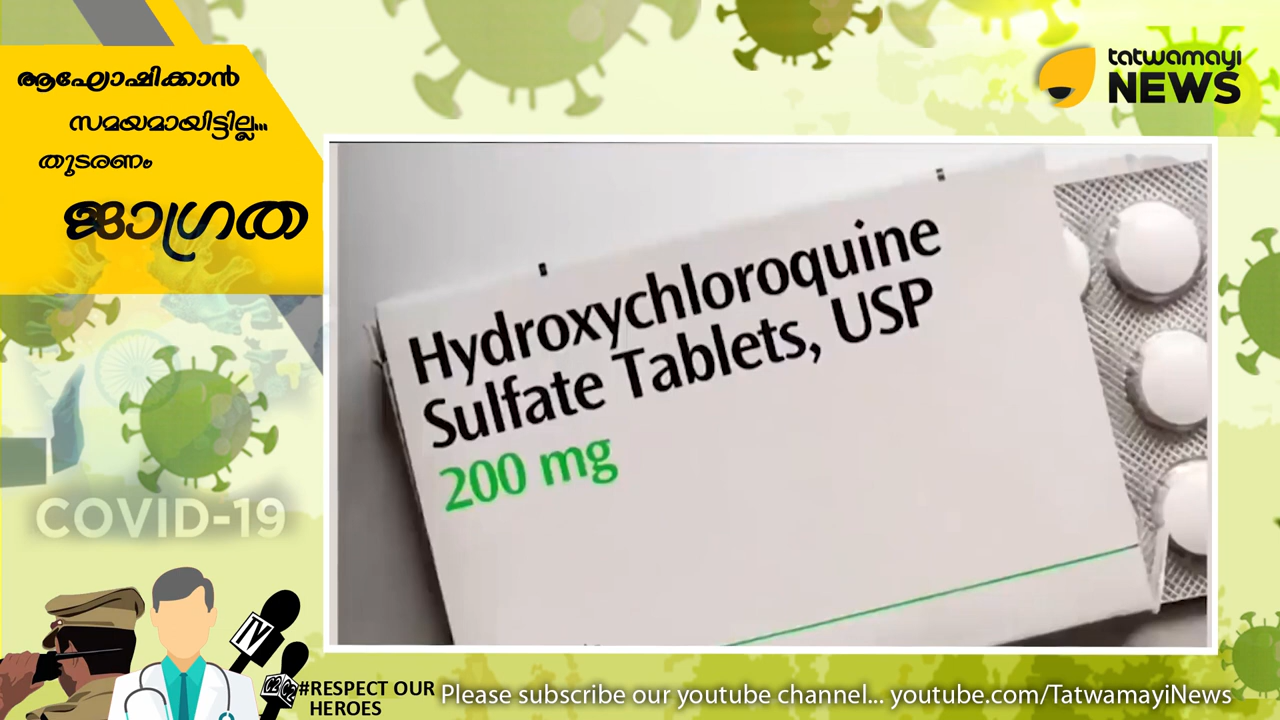 ആഘോഷിക്കാൻ
സമയമായിട്ടില്ല...
തുടരണം
ജാഗ്രത
tatwamayi
NEWS
Hydroxychloroquine
Sulfate Tablets, USP
200 mg
COVID-19
TV
#RESPECT OUR
HEROES
Please subscribe our youtube channel... youtube.com/TatwamayiNews